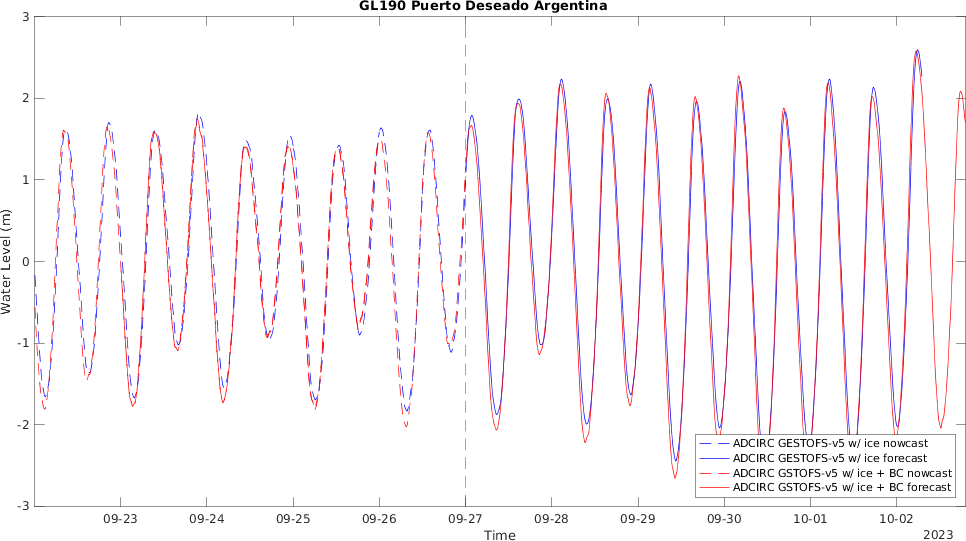 GL190 Puerto Deseado Argentina
3
2
1
0
-1
-2
-3
Water Level (m)
ADCIRC GESTOFS-v5 w/ ice nowcast
ADCIRC GESTOFS-v5 w/ ice forecast
ADCIRC GSTOFS-v5 w/ ice + BC nowcast
ADCIRC GSTOFS-v5 w/ ice + BC forecast
09-23 09-24 09-25 09-26 09-27 09-28 09-29 09-30 10-01 10-02
Time
2023